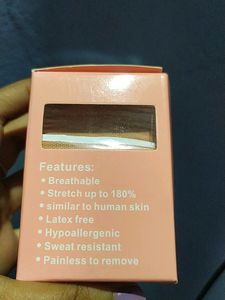 Features:
• Breathable
• Stretch up to 180%
• similar to human skin
• Latex free
• Hypoallergenic
• Sweat resistant
• Painless to remove